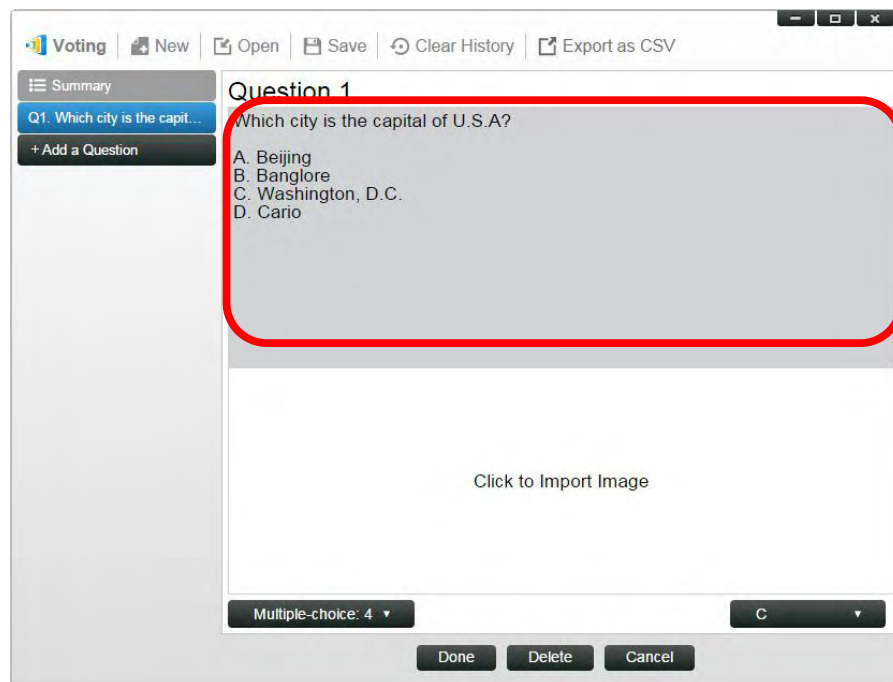 Voting New Open Save Clear History Export as CSV
Summary
Q1. Which city is the capit...
+ Add a Question
Question 1
Which city is the capital of U.S.A?
A. Beijing
B. Banglore
C. Washington, D.C.
D. Cario
Click to Import Image
Multiple-choice: 4
C
Done Delete Cancel